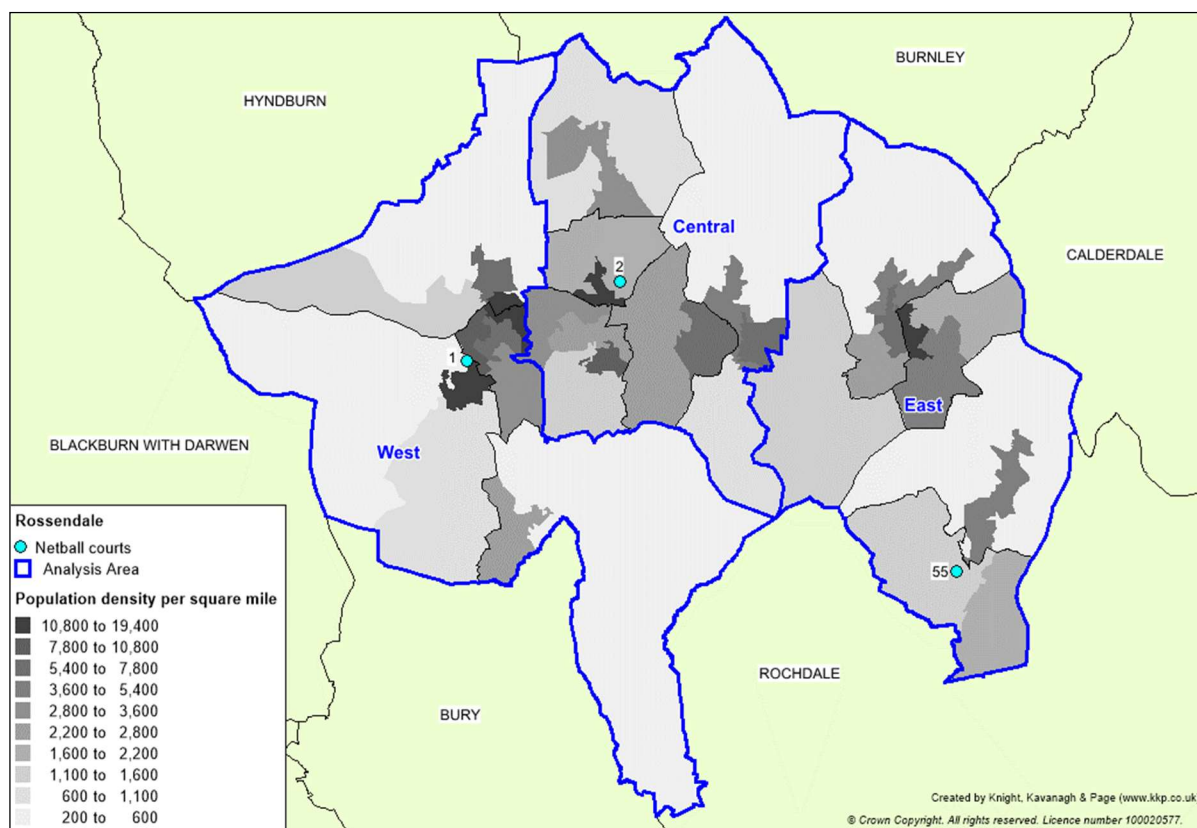 BURNLEY
HYNDBURN
Central
2
CALDERDALE
1
East
BLACKBURN WITH DARWEN
West
55
ROCHDALE
BURY
Rossendale
Netball courts
Analysis Area
Population density per square mile
10,800 to 19,400
7,800 to 10,800
5,400 to 7,800
3,600 to 5,400
2,800 to 3,600
2,200 to 2,800
1,600 to 2,200
1,100 to 1,600
600 to 1,100
200 to 600
Created by Knight, Kavanagh & Page (www.kkp.co.uk
© Crown Copyright. All rights reserved. Licence number 100020577.